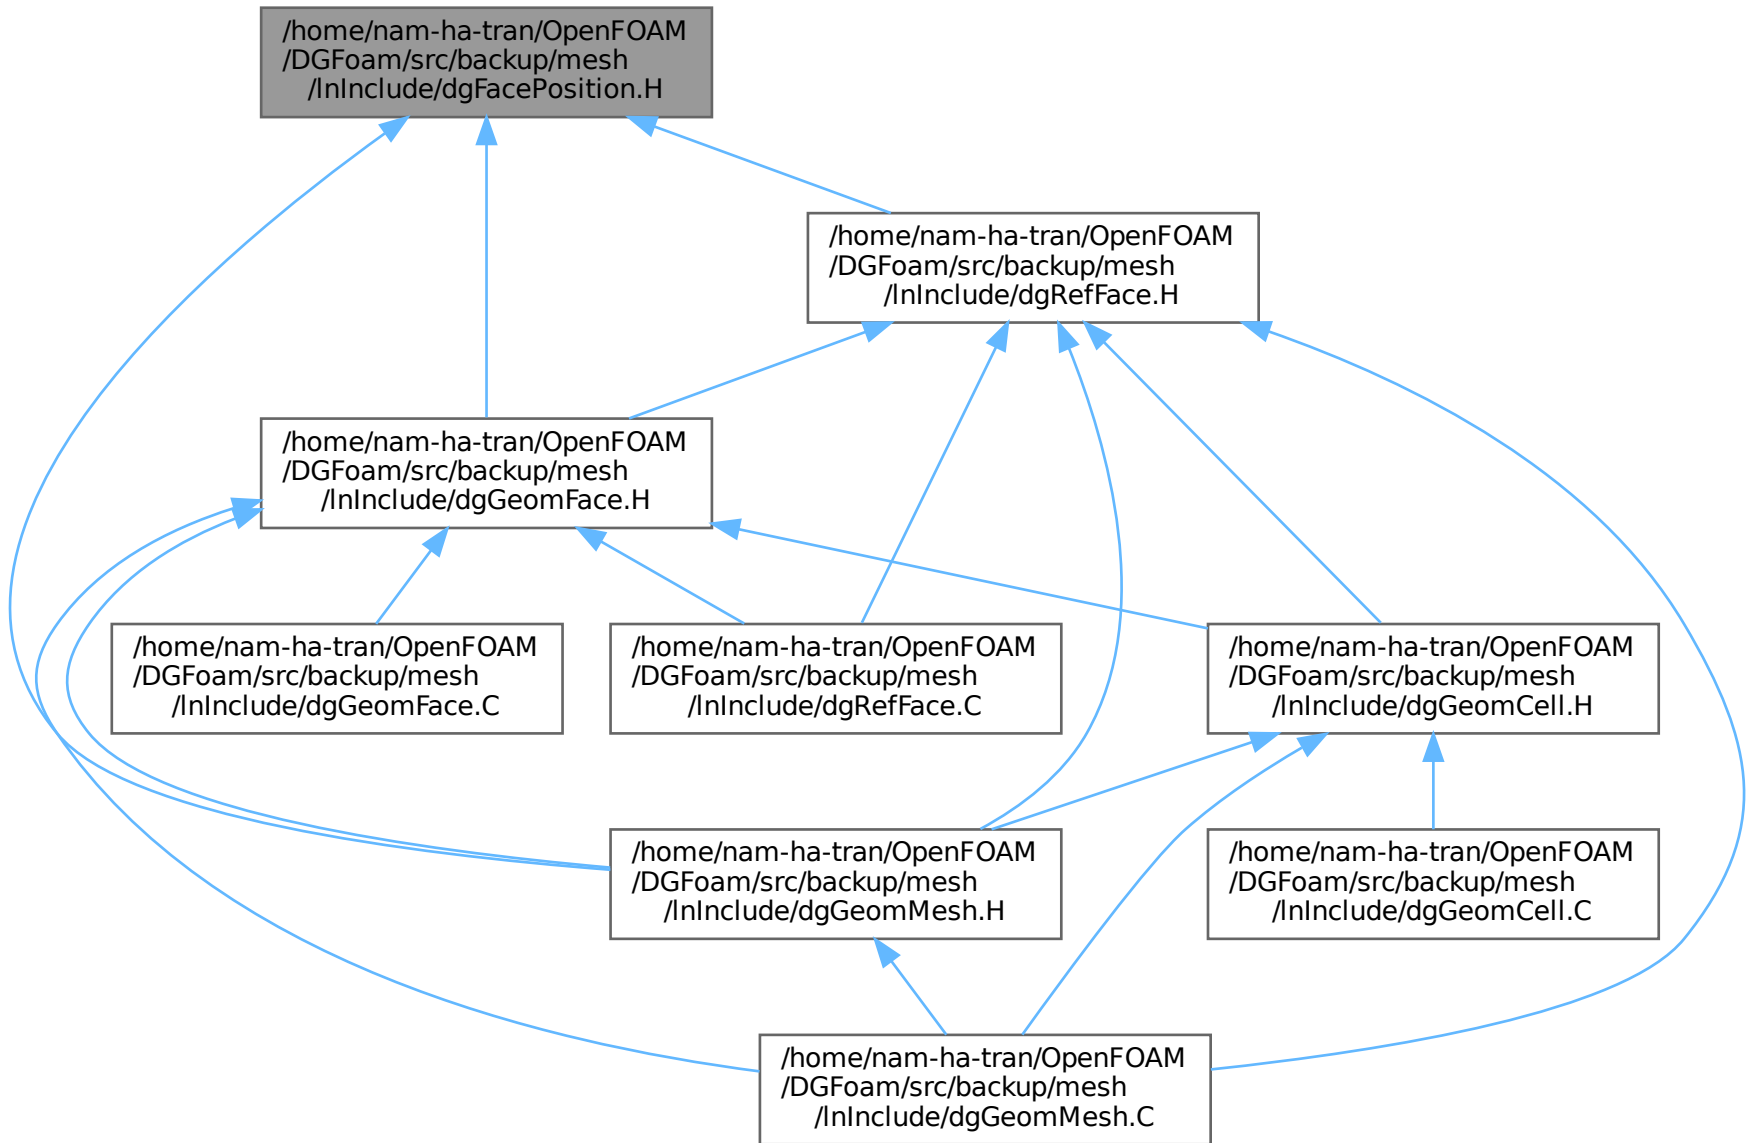 /home/nam-ha-tran/OpenFOAM
/DGFoam/src/backup/mesh
/lnInclude/dgFacePosition.H
/home/nam-ha-tran/OpenFOAM
/DGFoam/src/backup/mesh
/lnInclude/dgRefFace.H
/home/nam-ha-tran/OpenFOAM
/DGFoam/src/backup/mesh
/lnInclude/dgGeomFace.H
/home/nam-ha-tran/OpenFOAM
/DGFoam/src/backup/mesh
/lnInclude/dgGeomFace.C
/home/nam-ha-tran/OpenFOAM
/DGFoam/src/backup/mesh
/lnInclude/dgRefFace.C
/home/nam-ha-tran/OpenFOAM
/DGFoam/src/backup/mesh
/lnInclude/dgGeomCell.H
/home/nam-ha-tran/OpenFOAM
/DGFoam/src/backup/mesh
/lnInclude/dgGeomMesh.H
/home/nam-ha-tran/OpenFOAM
/DGFoam/src/backup/mesh
/lnInclude/dgGeomCell.C
/home/nam-ha-tran/OpenFOAM
/DGFoam/src/backup/mesh
/lnInclude/dgGeomMesh.C